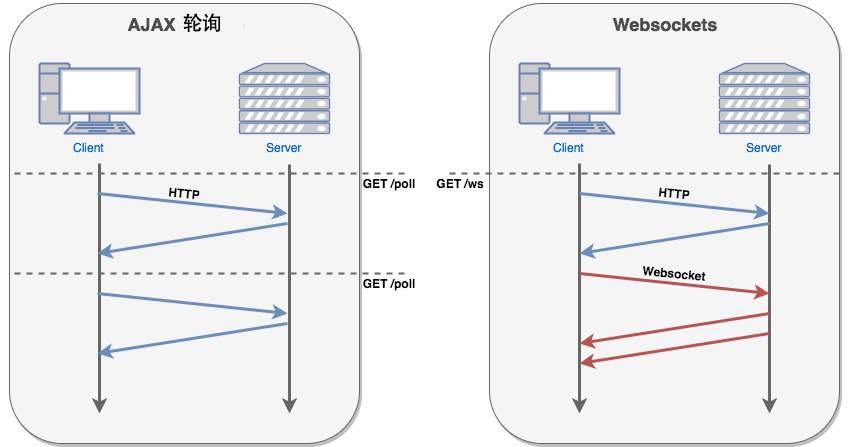 AJAX 轮询
Client
Server
GET /poll
HTTP
GET /poll
Websockets
Client
Server
GET /ws
HTTP
Websocket